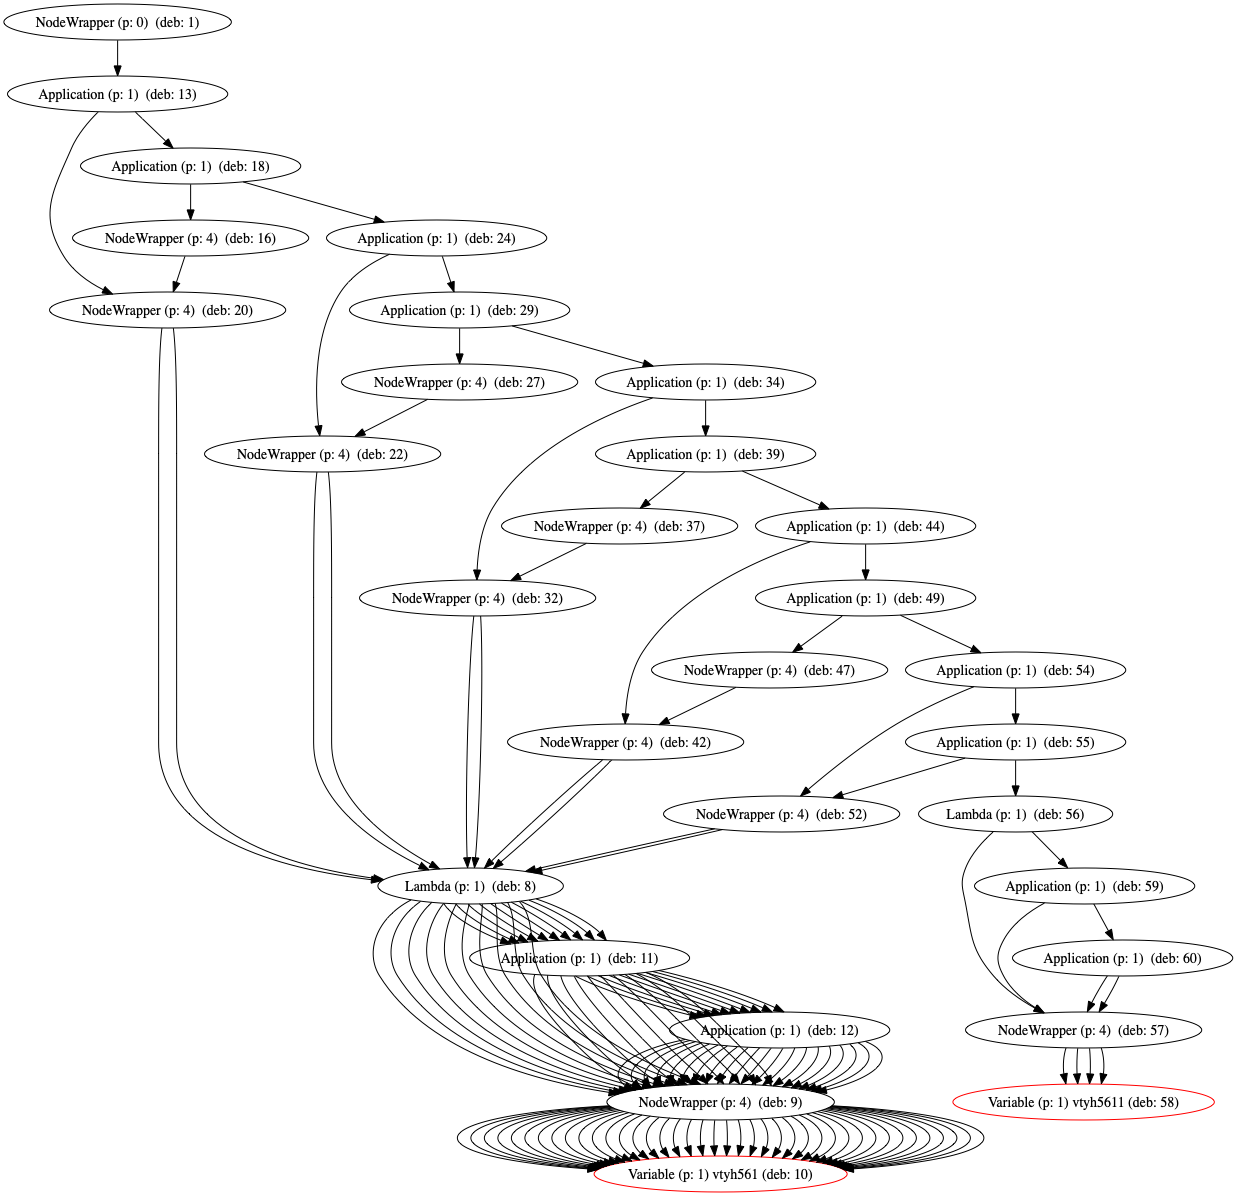 NodeWrapper (p: 0)  (deb: 1)
Application (p: 1)  (deb: 13)
Application (p: 1)  (deb: 18)
NodeWrapper (p: 4)  (deb: 16)
Application (p: 1)  (deb: 24)
NodeWrapper (p: 4)  (deb: 20)
Application (p: 1)  (deb: 29)
NodeWrapper (p: 4)  (deb: 27)
Application (p: 1)  (deb: 34)
NodeWrapper (p: 4)  (deb: 22)
Application (p: 1)  (deb: 39)
NodeWrapper (p: 4)  (deb: 37)
Application (p: 1)  (deb: 44)
NodeWrapper (p: 4)  (deb: 32)
Application (p: 1)  (deb: 49)
NodeWrapper (p: 4)  (deb: 47)
Application (p: 1)  (deb: 54)
NodeWrapper (p: 4)  (deb: 42)
Application (p: 1)  (deb: 55)
NodeWrapper (p: 4)  (deb: 52)
Lambda (p: 1)  (deb: 56)
Lambda (p: 1)  (deb: 8)
Application (p: 1)  (deb: 59)
Application (p: 1)  (deb: 11)
Application (p: 1)  (deb: 60)
Application (p: 1)  (deb: 12)
NodeWrapper (p: 4)  (deb: 57)
NodeWrapper (p: 4)  (deb: 9)
Variable (p: 1) vtyh5611 (deb: 58)
Variable (p: 1) vtyh561 (deb: 10)